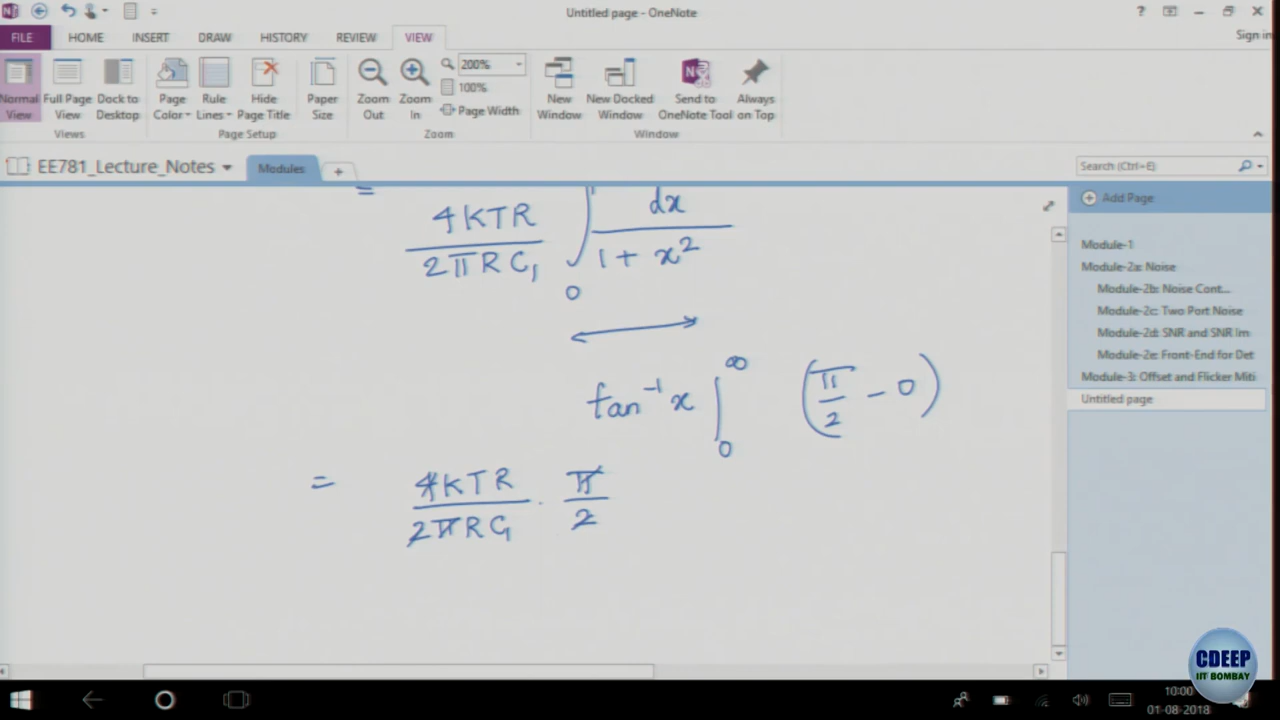 Untitled page - OneNote
? 
Sign in
FILE HOME INSERT DRAW HISTORY REVIEW VIEW
Normal View
Full Page View
Dock to Desktop
Page Color
Rule Lines
Hide Page Title
Paper Size
Zoom Out
Zoom In
200%
100%
Page Width
New Window
New Docked Window
Send to OneNote Tool
Always on Top
Views Page Setup Zoom Window
EE781_Lecture_Notes Modules +
Search (Ctrl+E)
Add Page
Module-1
Module-2a: Noise
Module-2b: Noise Cont...
Module-2c: Two Port Noise
Module-2d: SNR and SNR Im
Module-2e: Front-End for Det
Module-3: Offset and Flicker Miti
Untitled page
=
4KTR dx
2πRC₁ ∫ 1 + x²
0
tan⁻¹ x | ∞ 0 (π/2 - 0)
= 4KTR/2πRC₁ · π/2
CDEEP
IIT BOMBAY
10:00
01-08-2018